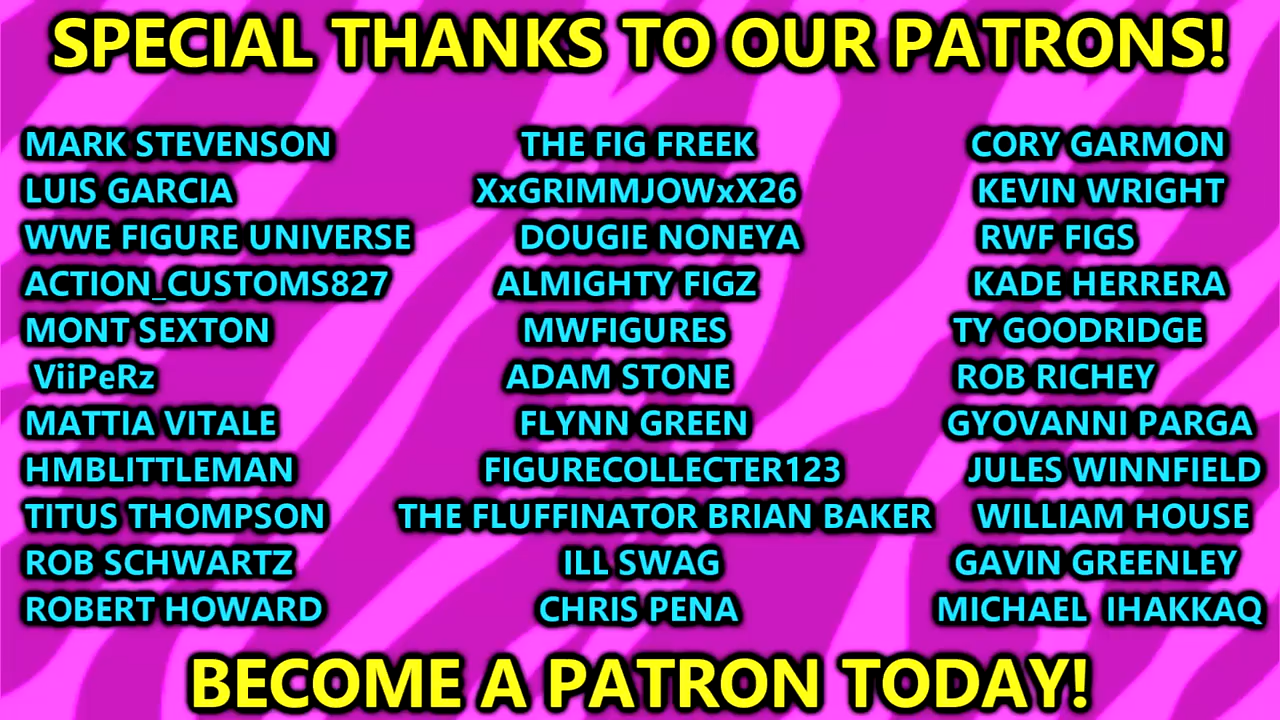 SPECIAL THANKS TO OUR PATRONS!
MARK STEVENSON THE FIG FREEK CORY GARMON
LUIS GARCIA XxGRIMMJOWxX26 KEVIN WRIGHT
WWE FIGURE UNIVERSE DOUGIE NONEYA RWF FIGS
ACTION_CUSTOMS827 ALMIGHTY FIGZ KADE HERRERA
MONT SEXTON MWFIGURES TY GOODRIDGE
ViiPeRz ADAM STONE ROB RICHEY
MATTIA VITALE FLYNN GREEN GYOVANNI PARGA
HMBLITTLEMAN FIGURECOLLECTER123 JULES WINNFIELD
TITUS THOMPSON THE FLUFFINATOR BRIAN BAKER WILLIAM HOUSE
ROB SCHWARTZ ILL SWAG GAVIN GREENLEY
ROBERT HOWARD CHRIS PENA MICHAEL IHAKKAQ
BECOME A PATRON TODAY!